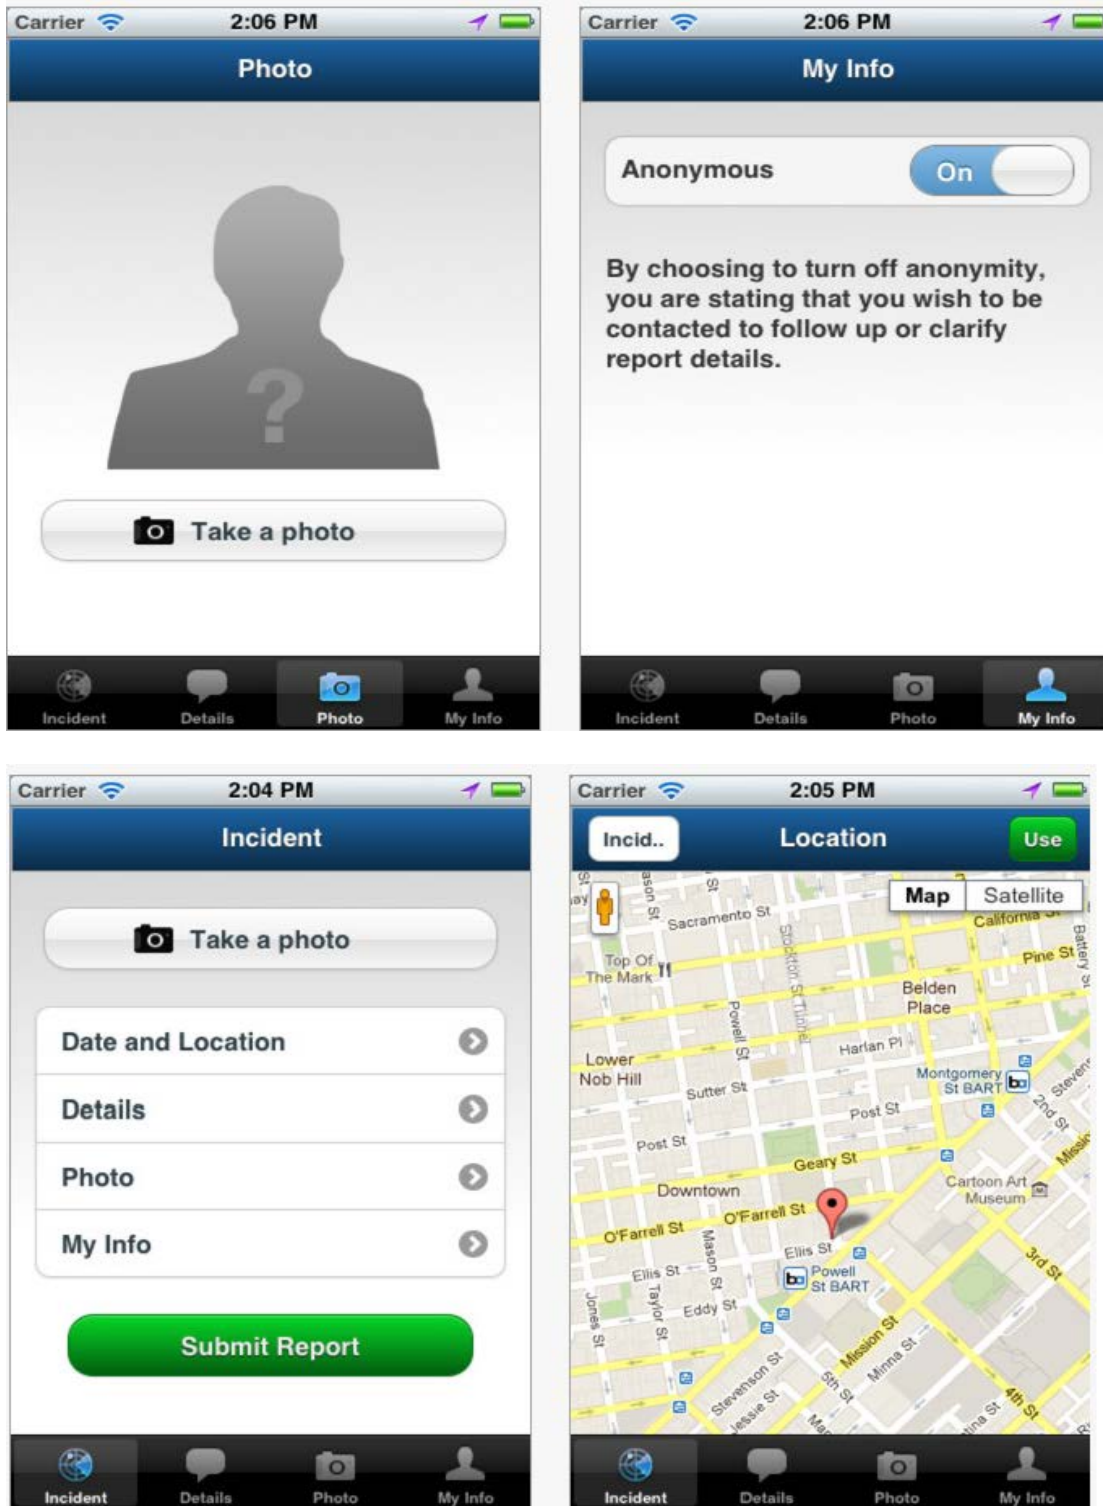 Carrier 2:06 PM
Photo
?
Take a photo
Incident Details Photo My Info
Carrier 2:06 PM
My Info
Anonymous On
By choosing to turn off anonymity,
you are stating that you wish to be
contacted to follow up or clarify
report details.
Incident Details Photo My Info
Carrier 2:04 PM
Incident
Take a photo
Date and Location
Details
Photo
My Info
Submit Report
Incident Details Photo My Info
Carrier 2:05 PM
Incid.. Location Use
Map Satellite
Sacramento St
California St
Pine St
Battery St
Top Of
The Mark
Stockton St Tunnel
Belden
Place
Powell St
Harlan Pl
Lower
Nob Hill
Montgomery
St BART
Sutter St
2nd St
Post St
Post St
Geary St
Mission
Downtown
Cartoon Art
Museum
O'Farrell St
O'Farrell St
Mason St
Ellis St
3rd St
Ellis St
Powell
St BART
Jones St
Taylor St
Eddy St
Mission St
Minna St
Stevenson St
5th St
4th St
Jessie St
Incident Details Photo My Info